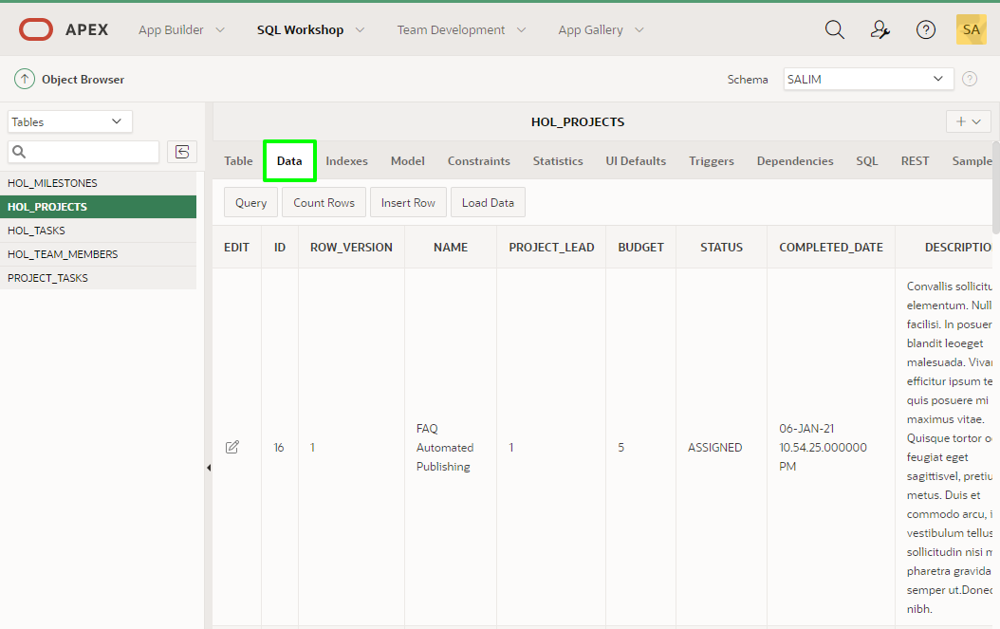 APEX App Builder SQL Workshop Team Development App Gallery SA
Object Browser Schema SALIM
Tables
HOL_MILESTONES
HOL_PROJECTS
HOL_TASKS
HOL_TEAM_MEMBERS
PROJECT_TASKS
HOL_PROJECTS
Table Data Indexes Model Constraints Statistics UI Defaults Triggers Dependencies SQL REST Sample
Query Count Rows Insert Row Load Data
EDIT ID ROW_VERSION NAME PROJECT_LEAD BUDGET STATUS COMPLETED_DATE DESCRIPTIO
16
1
FAQ
Automated
Publishing
1
5
ASSIGNED
06-JAN-21
10.54.25.000000
PM
Convallis sollicitu
elementum. Null
facilisi. In posuer
blandit leoeget
malesuada. Viva
efficitur ipsum te
quis posuere mi
maximus vitae.
Quisque tortor o
feugiat eget
sagittisvel, pretiu
metus. Duis et
commodo arcu, i
vestibulum tellus
sollicitudin nisi m
pharetra gravida
semper ut.Donec
nibh.